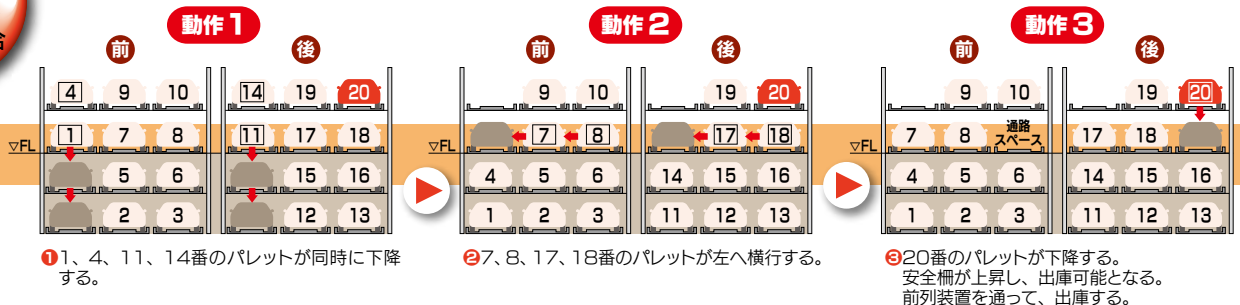 合
動作1
前 後
4 9 10 14 19 20
1 7 8 11 17 18
▽FL
5 6 15 16
2 3 12 13
❶1、4、11、14番のパレットが同時に下降
する。
動作2
前 後
9 10 19 20
7 8 17 18
▽FL
4 5 6 14 15 16
1 2 3 11 12 13
❷7、8、17、18番のパレットが左へ横行する。
動作3
前 後
9 10 19 20
7 8 通路
スペース 17 18
▽FL
4 5 6 14 15 16
1 2 3 11 12 13
❸20番のパレットが下降する。
安全柵が上昇し、出庫可能となる。
前列装置を通って、出庫する。